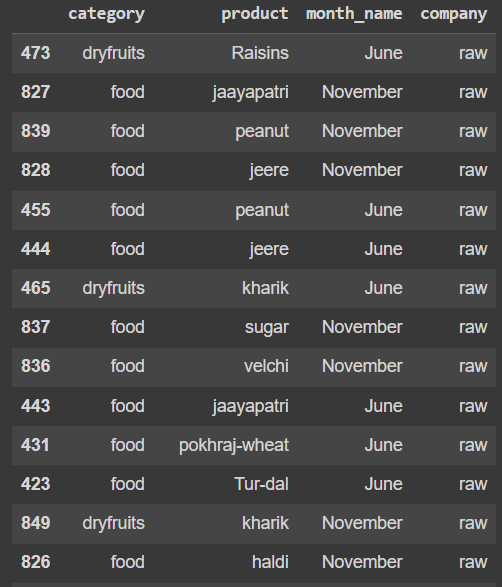 category product month_name company
473 dryfruits Raisins June raw
827 food jaayapatri November raw
839 food peanut November raw
828 food jeere November raw
455 food peanut June raw
444 food jeere June raw
465 dryfruits kharik June raw
837 food sugar November raw
836 food velchi November raw
443 food jaayapatri June raw
431 food pokhraj-wheat June raw
423 food Tur-dal June raw
849 dryfruits kharik November raw
826 food haldi November raw